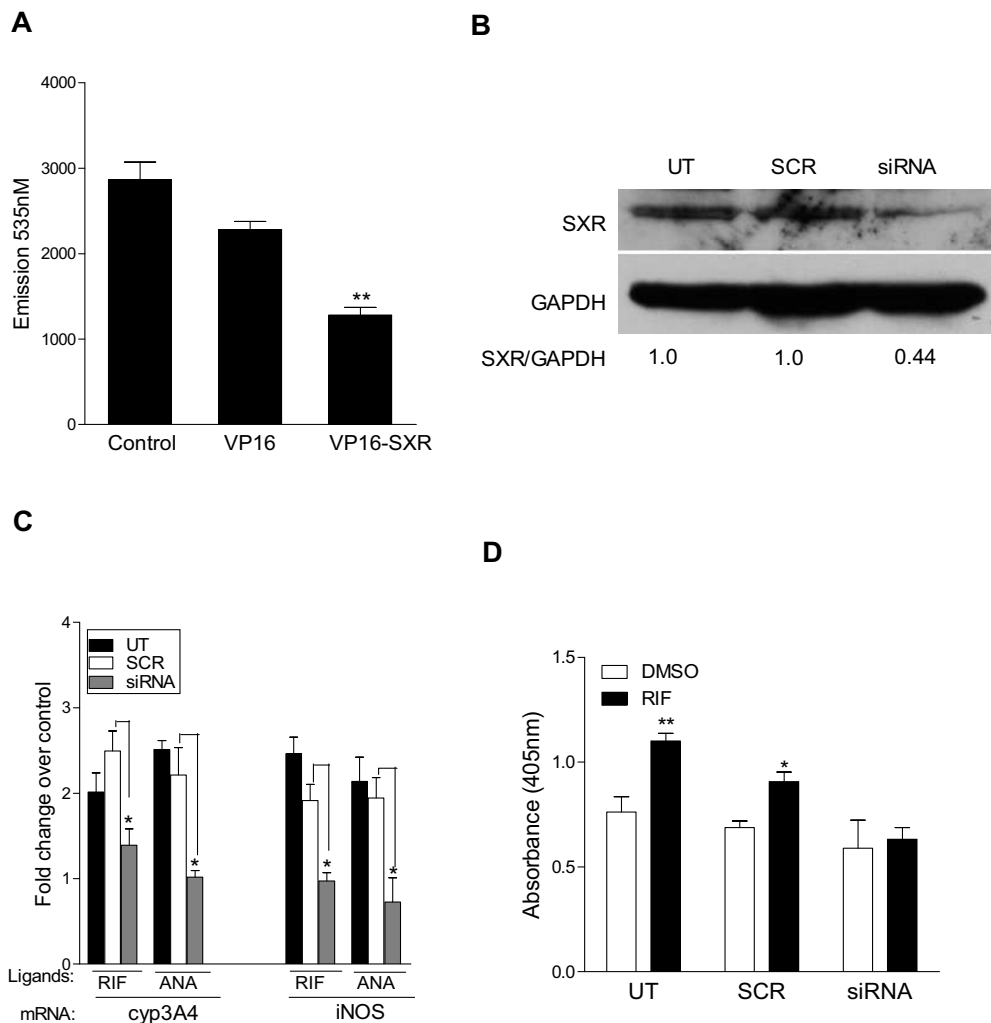 A
4000
3000
2000
1000
0
Emission 535nM
**
Control VP16 VP16-SXR
B
UT SCR siRNA
SXR
GAPDH
SXR/GAPDH 1.0 1.0 0.44
C
4
3
2
1
0
Fold change over control
UT
SCR
siRNA
* * * *
Ligands: RIF ANA RIF ANA
mRNA: cyp3A4 iNOS
D
1.5
1.0
0.5
0.0
Absorbance (405nm)
DMSO
RIF
** *
UT SCR siRNA